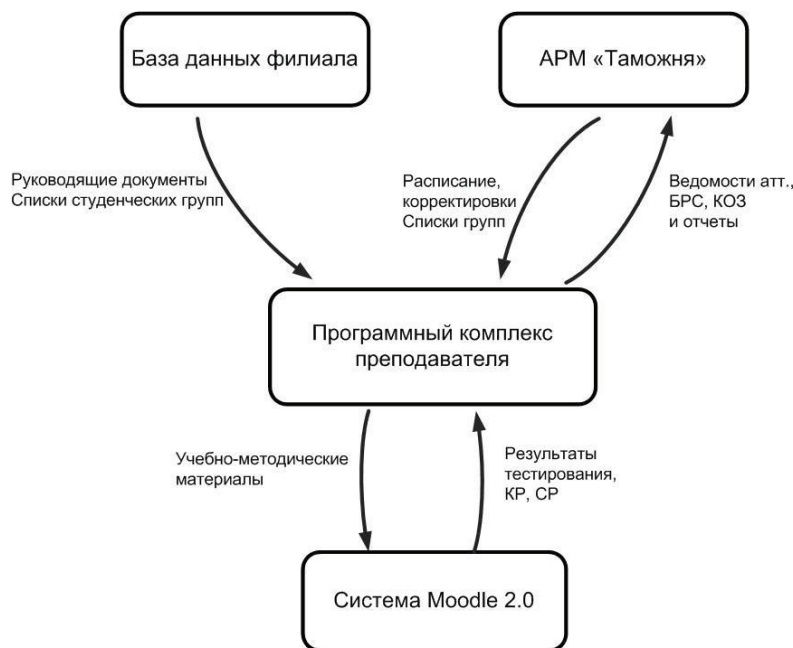 База данных филиала
АРМ «Таможня»
Руководящие документы
Списки студенческих групп
Расписание,
корректировки
Списки групп
Ведомости атт.,
БРС, КОЗ
и отчеты
Программный комплекс
преподавателя
Учебно-методические
материалы
Результаты
тестирования,
КР, СР
Система Moodle 2.0